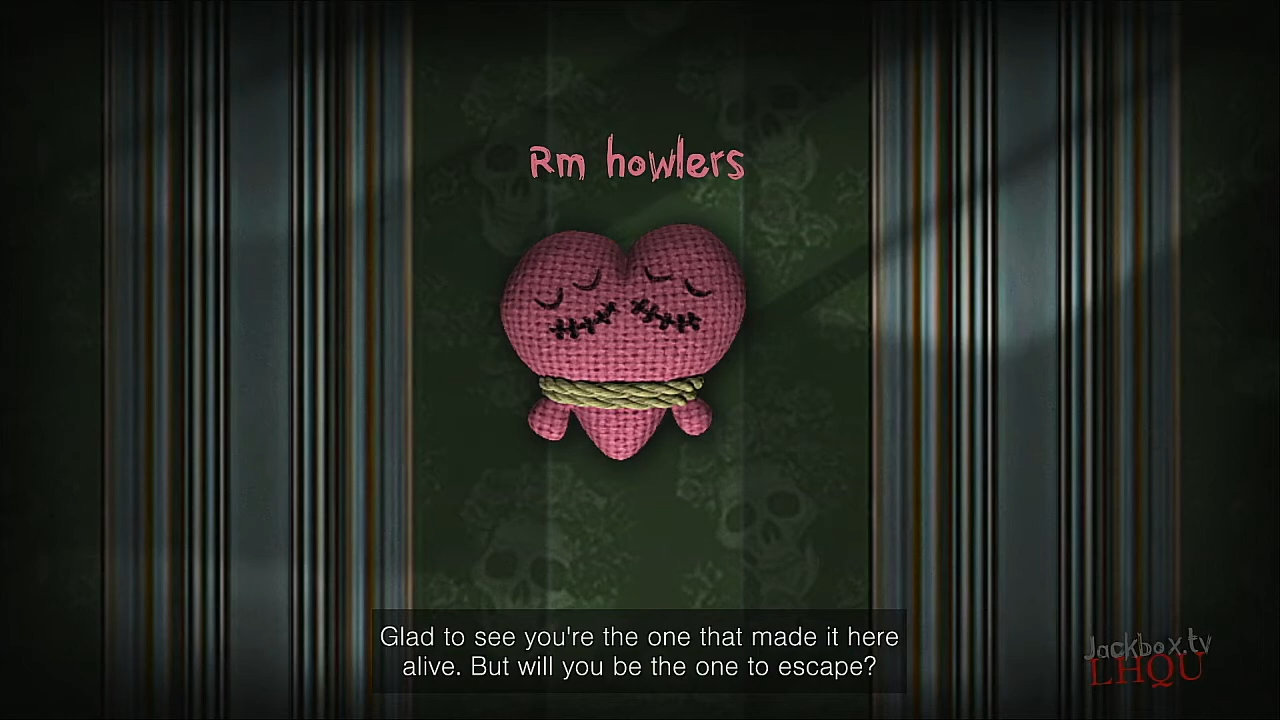 Rm howlers
Glad to see you're the one that made it here
alive. But will you be the one to escape?
Jackbox.tv
LHQU